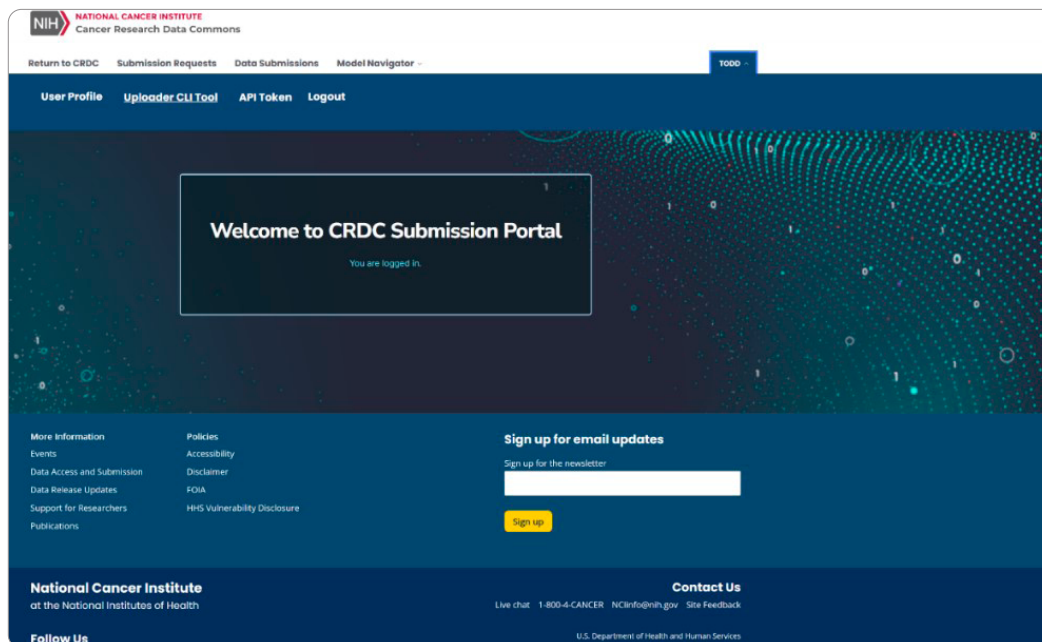 NIH NATIONAL CANCER INSTITUTE
Cancer Research Data Commons
Return to CRDC Submission Requests Data Submissions Model Navigator TODD
User Profile Uploader CLI Tool API Token Logout
Welcome to CRDC Submission Portal
You are logged in.
More Information
Events
Data Access and Submission
Data Release Updates
Support for Researchers
Publications
Policies
Accessibility
Disclaimer
FOIA
HHS Vulnerability Disclosure
Sign up for email updates
Sign up for the newsletter
Sign up
National Cancer Institute
at the National Institutes of Health
Contact Us
Live chat 1-800-4-CANCER NCIinfo@nih.gov Site Feedback
Follow Us
U.S. Department of Health and Human Services